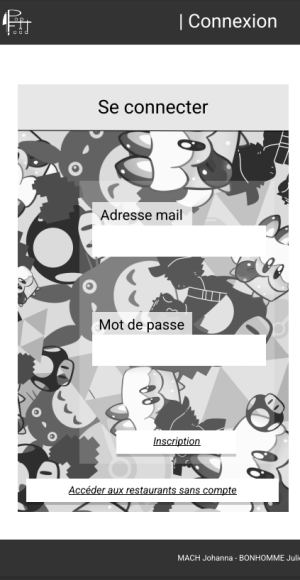 | Connexion
Se connecter
Adresse mail
Mot de passe
Inscription
Accéder aux restaurants sans compte
MACH Johanna - BONHOMME Julie